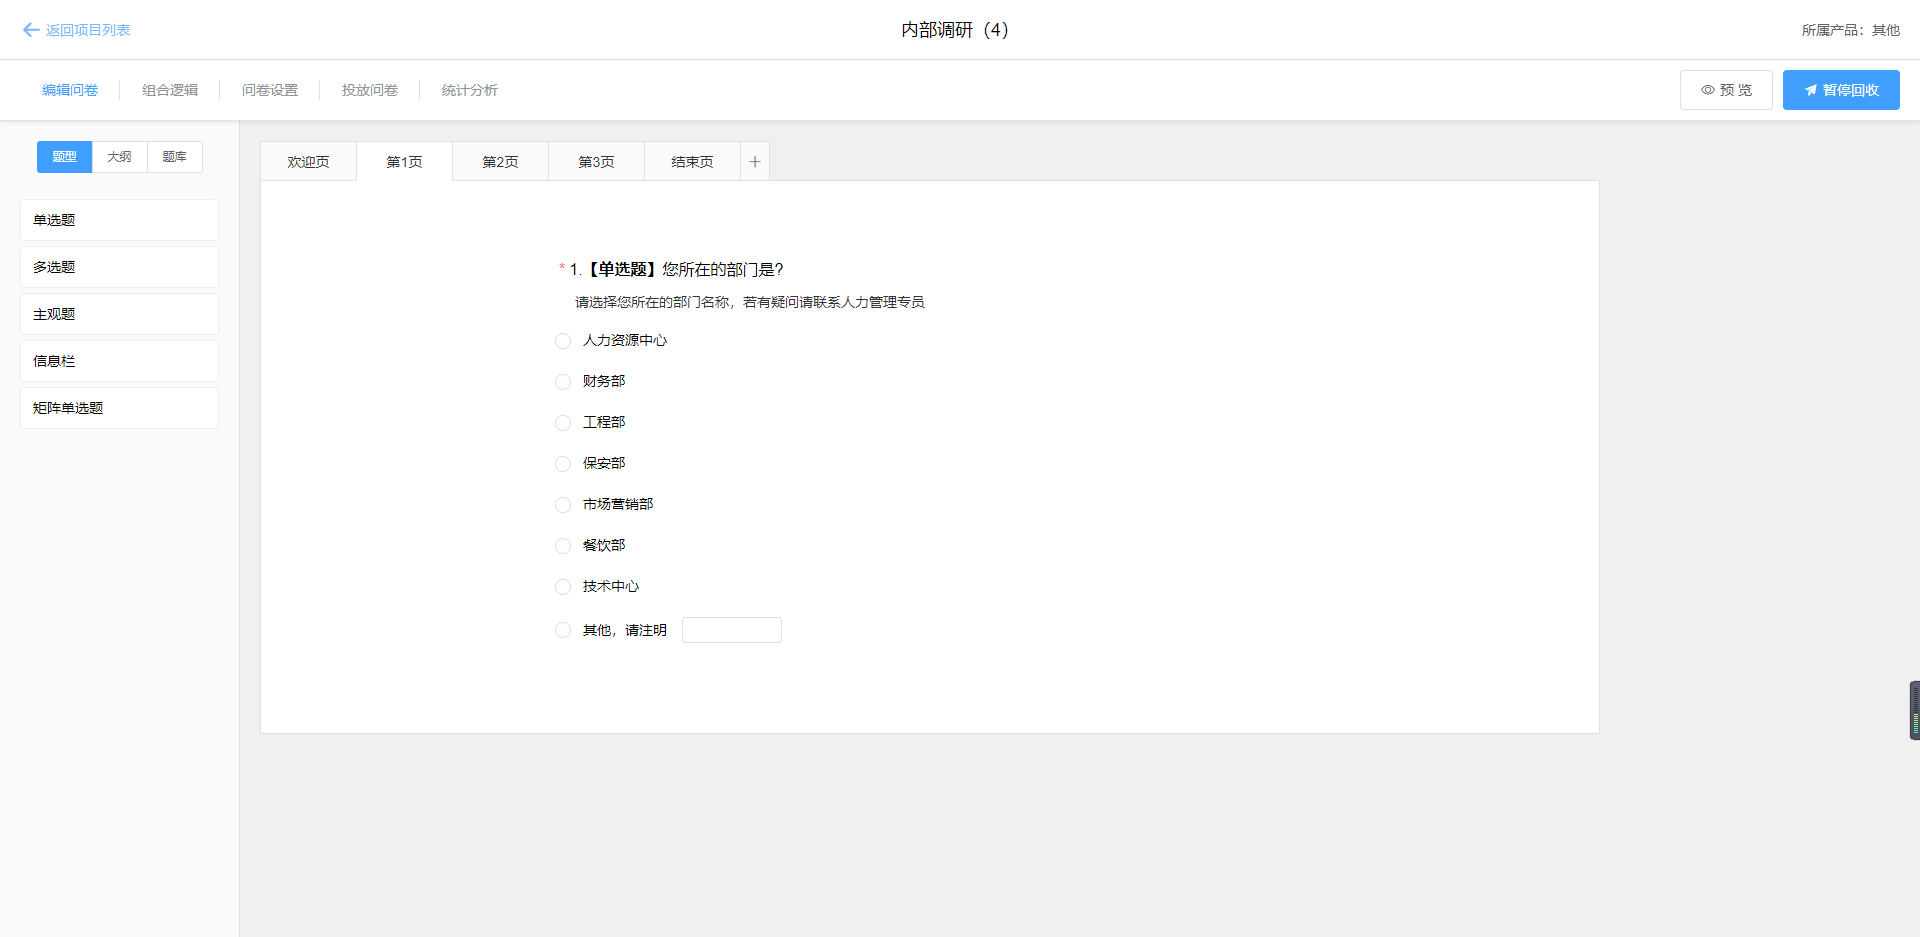 返回项目列表
内部调研（4）
所属产品：其他
编辑问卷
组合逻辑
问卷设置
投放问卷
统计分析
预 览
暂停回收
题型
大纲
题库
欢迎页
第1页
第2页
第3页
结束页
单选题
多选题
主观题
信息栏
矩阵单选题
* 1.【单选题】您所在的部门是?
请选择您所在的部门名称，若有疑问请联系人力管理专员
人力资源中心
财务部
工程部
保安部
市场营销部
餐饮部
技术中心
其他，请注明